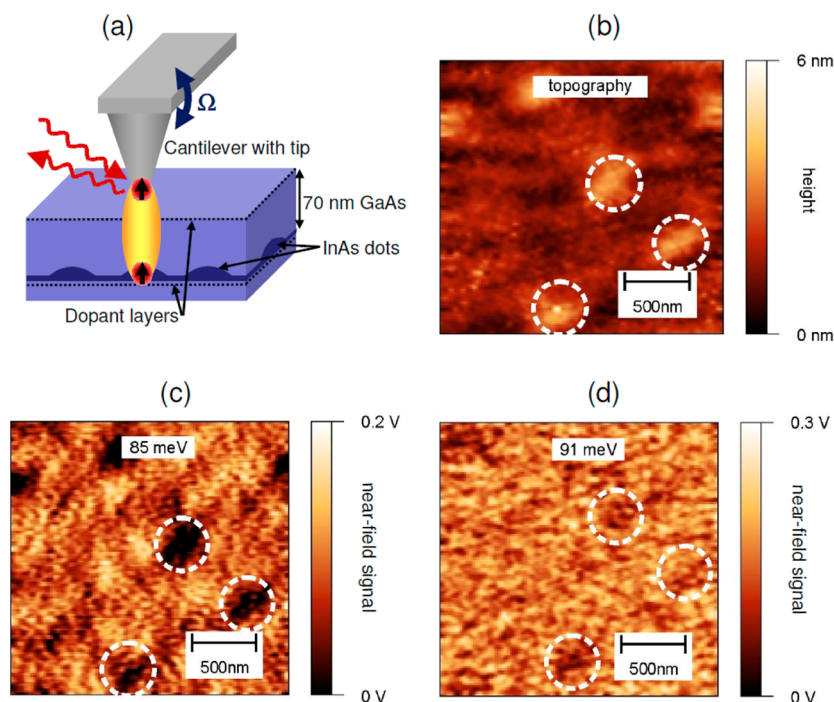 (a)
Ω
Cantilever with tip
70 nm GaAs
InAs dots
Dopant layers
(b)
topography
500nm
6 nm
height
0 nm
(c)
85 meV
500nm
0.2 V
near-field signal
0 V
(d)
91 meV
500nm
0.3 V
near-field signal
0 V